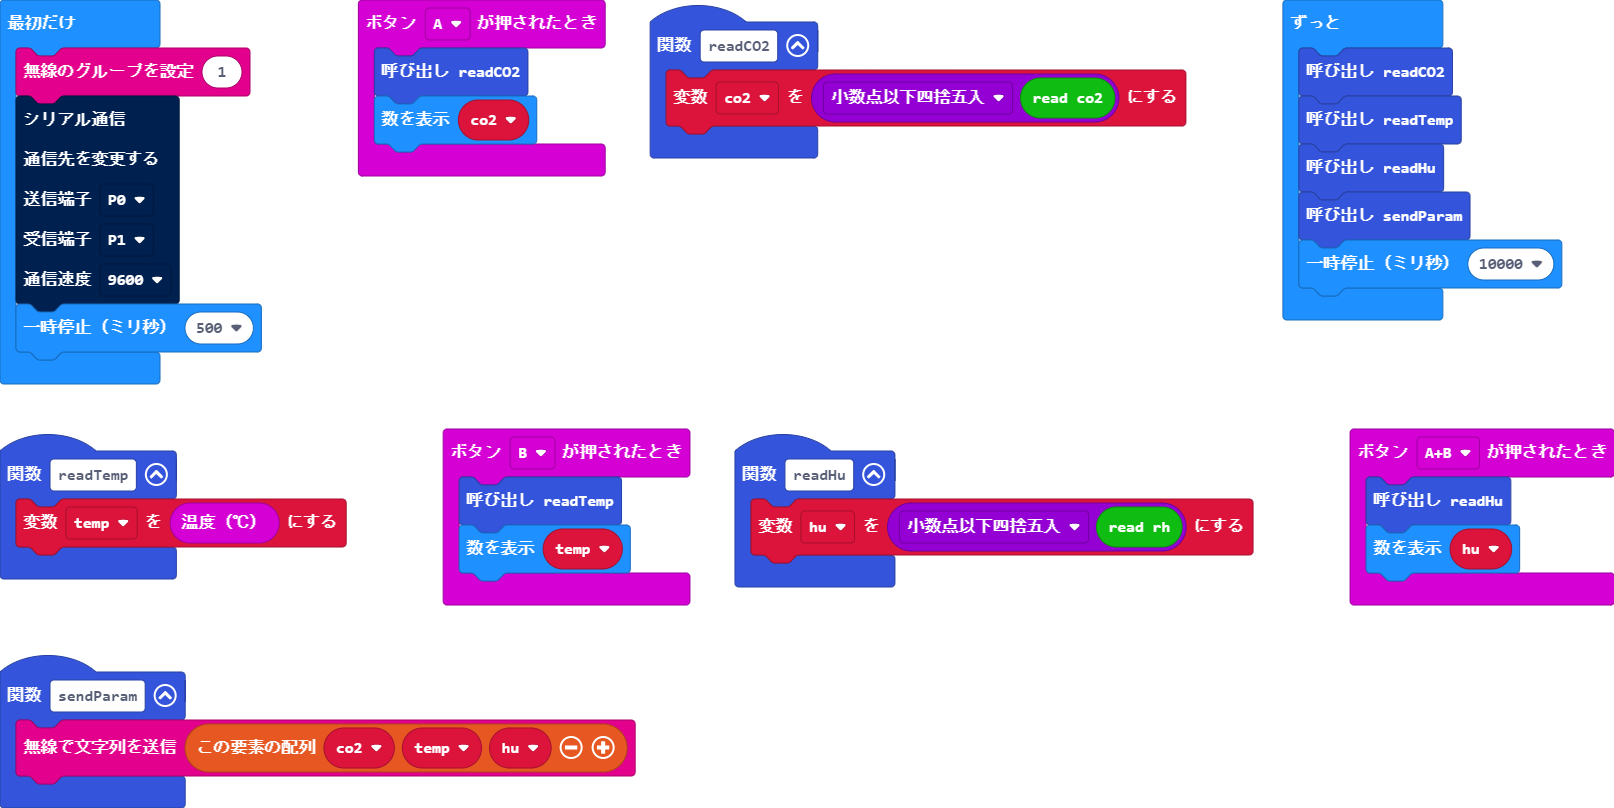 最初だけ
無線のグループを設定 1
シリアル通信
通信先を変更する
送信端子 P0
受信端子 P1
通信速度 9600
一時停止（ミリ秒） 500
ボタン A が押されたとき
呼び出し readCO2
数を表示 co2
関数 readCO2
変数 co2 を 小数点以下四捨五入 read co2 にする
ずっと
呼び出し readCO2
呼び出し readTemp
呼び出し readHu
呼び出し sendParam
一時停止（ミリ秒） 10000
関数 readTemp
変数 temp を 温度（℃） にする
ボタン B が押されたとき
呼び出し readTemp
数を表示 temp
関数 readHu
変数 hu を 小数点以下四捨五入 read rh にする
ボタン A+B が押されたとき
呼び出し readHu
数を表示 hu
関数 sendParam
無線で文字列を送信 この要素の配列 co2 temp hu